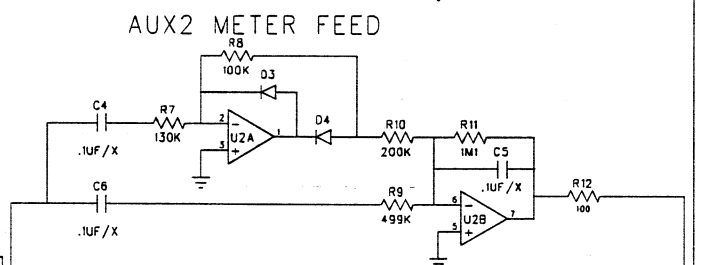 AUX2 METER FEED
R8
100K
D3
C4
.1UF/X
R7
130K
2
3
U2A
1
D4
R10
200K
R11
1M1
C5
.1UF/X
C6
.1UF/X
R9
499K
6
5
U2B
7
R12
100